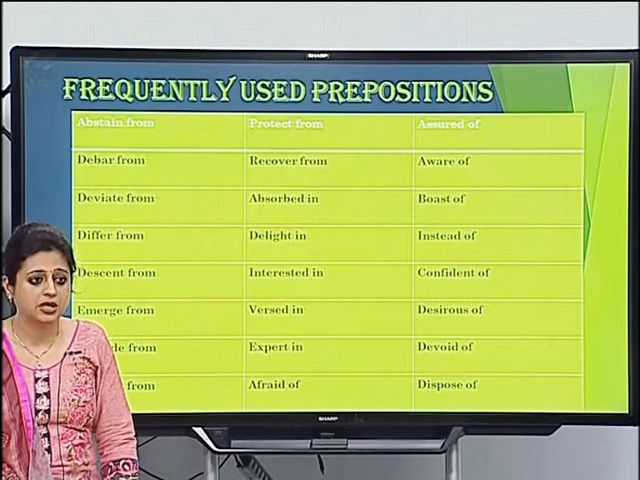 SHARP
FREQUENTLY USED PREPOSITIONS
Abstain from Protect from Assured of
Debar from Recover from Aware of
Deviate from Absorbed in Boast of
Differ from Delight in Instead of
Descent from Interested in Confident of
Emerge from Versed in Desirous of
from Expert in Devoid of
from Afraid of Dispose of
SHARP